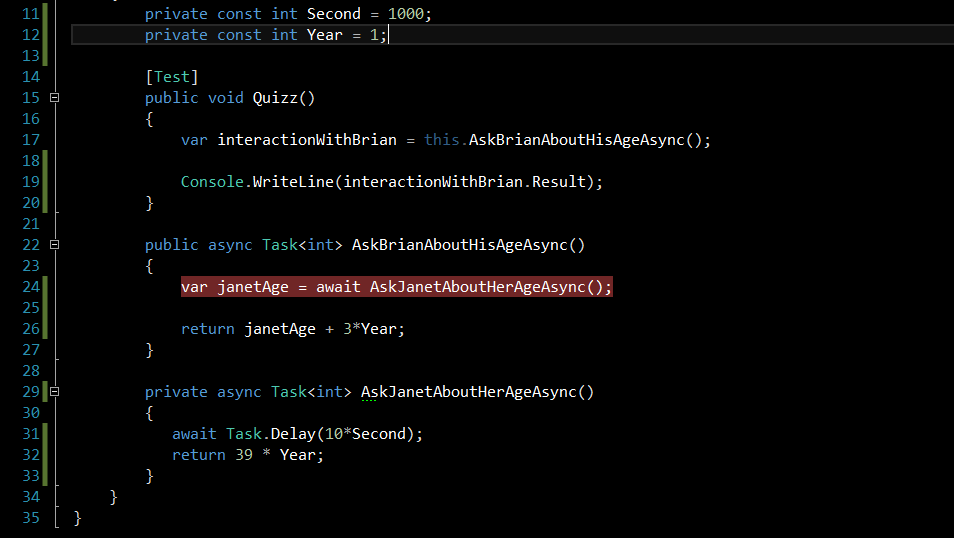 11 private const int Second = 1000;
12 private const int Year = 1;
13
14 [Test]
15 public void Quizz()
16 {
17 var interactionWithBrian = this.AskBrianAboutHisAgeAsync();
18
19 Console.WriteLine(interactionWithBrian.Result);
20 }
21
22 public async Task<int> AskBrianAboutHisAgeAsync()
23 {
24 var janetAge = await AskJanetAboutHerAgeAsync();
25
26 return janetAge + 3*Year;
27 }
28
29 private async Task<int> AskJanetAboutHerAgeAsync()
30 {
31 await Task.Delay(10*Second);
32 return 39 * Year;
33 }
34 }
35 }